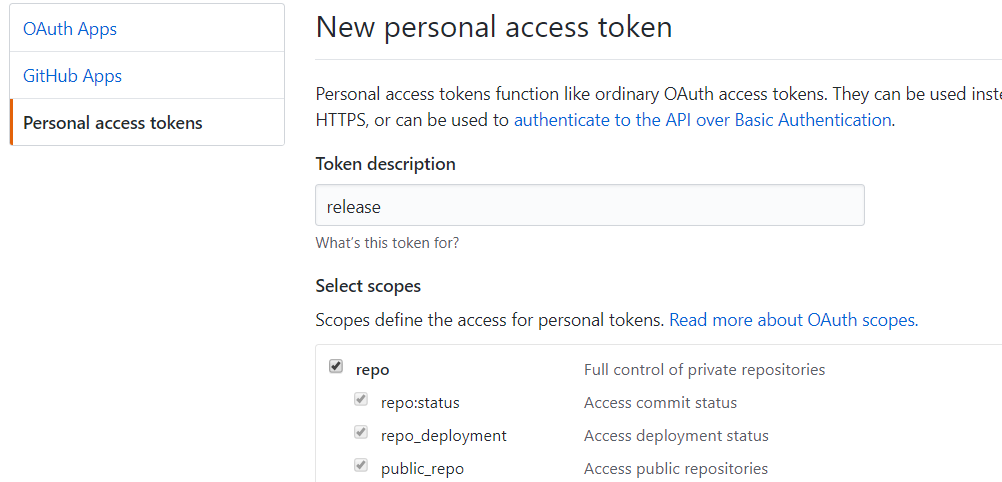 OAuth Apps
GitHub Apps
Personal access tokens
New personal access token
Personal access tokens function like ordinary OAuth access tokens. They can be used
HTTPS, or can be used to authenticate to the API over Basic Authentication.
Token description
release
What's this token for?
Select scopes
Scopes define the access for personal tokens. Read more about OAuth scopes.
repo Full control of private repositories
repo:status Access commit status
repo_deployment Access deployment status
public_repo Access public repositories